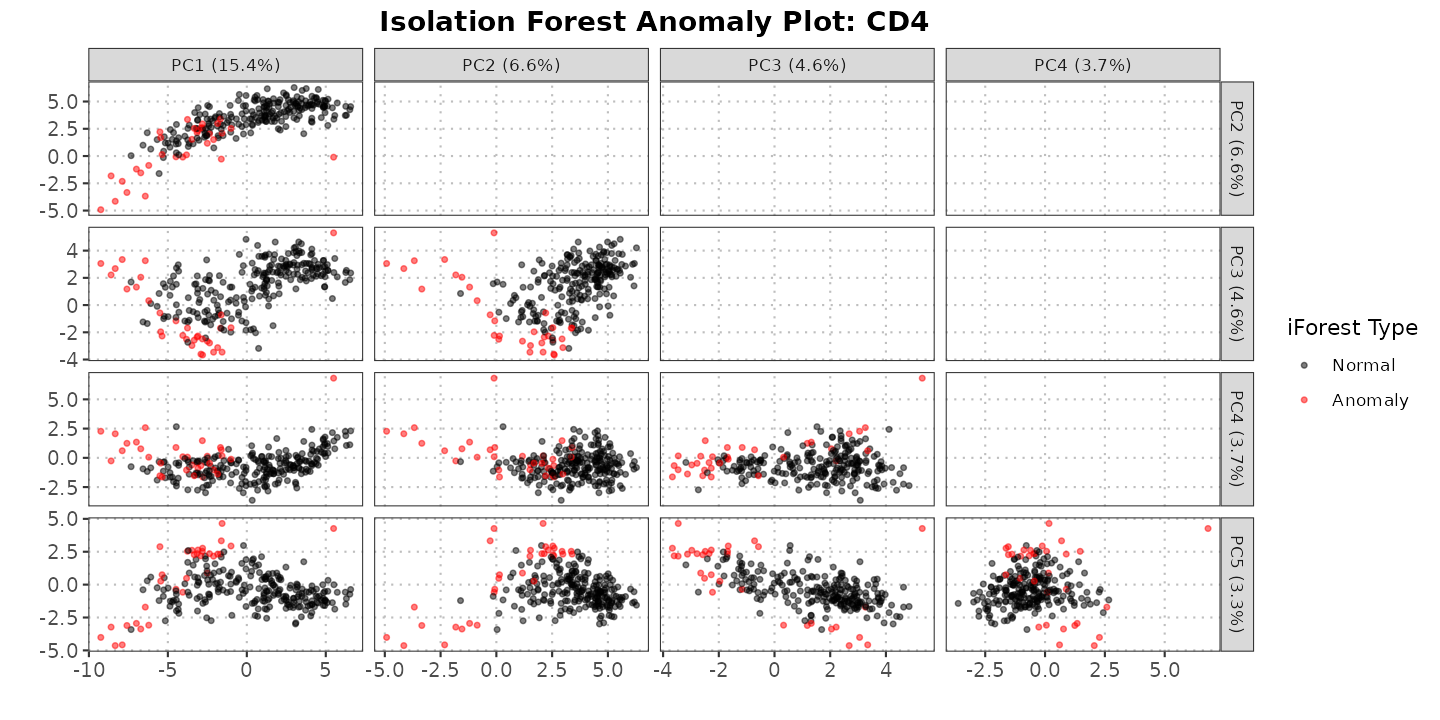 Isolation Forest Anomaly Plot: CD4
PC1 (15.4%)
PC2 (6.6%)
PC3 (4.6%)
PC4 (3.7%)
5.0
2.5
0.0
-2.5
-5.0
PC2 (6.6%)
4
2
0
-2
-4
PC3 (4.6%)
5.0
2.5
0.0
-2.5
PC4 (3.7%)
5.0
2.5
0.0
-2.5
-5.0
PC5 (3.3%)
-10 -5 0 5
-5.0 -2.5 0.0 2.5 5.0
-4 -2 0 2 4
-2.5 0.0 2.5 5.0
iForest Type
Normal
Anomaly